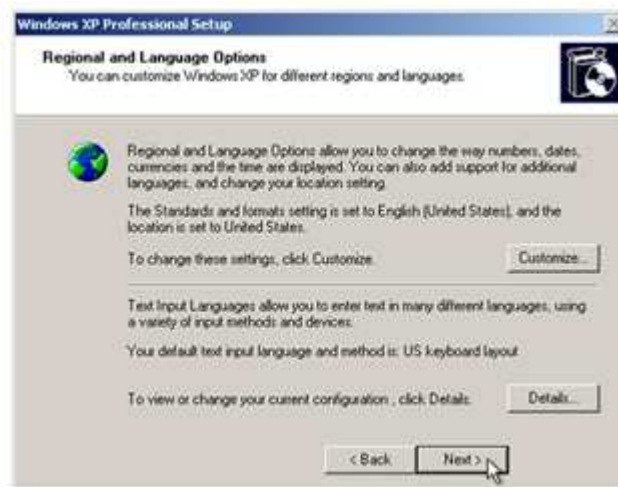 Windows XP Professional Setup
Regional and Language Options
You can customize Windows XP for different regions and languages.
Regional and Language Options allow you to change the way numbers, dates,
currencies and the time are displayed. You can also add support for additional
languages, and change your location setting.
The Standards and formats setting is set to English (United States), and the
location is set to United States.
To change these settings, click Customize.
Customize...
Text Input Languages allow you to enter text in many different languages, using
a variety of input methods and devices.
Your default text input language and method is: US keyboard layout
To view or change your current configuration , click Details.
Details...
< Back
Next >